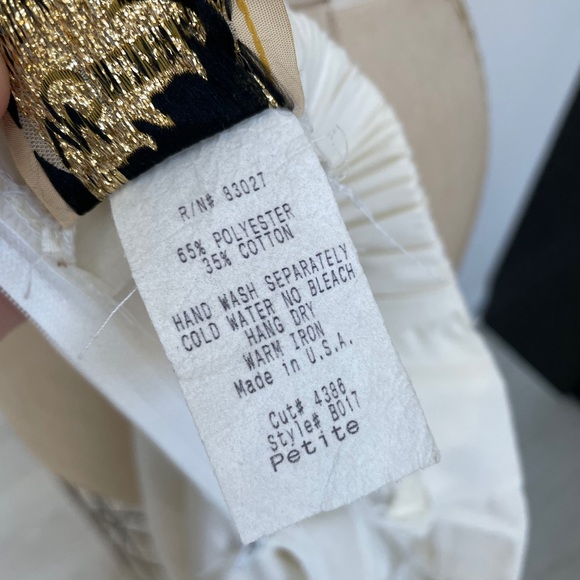 R/N# 83027
65% POLYESTER
35% COTTON
HAND WASH SEPARATELY
COLD WATER NO BLEACH
HANG DRY
WARM IRON
Made in U.S.A.
Cut# 4386
Style# B017
Petite